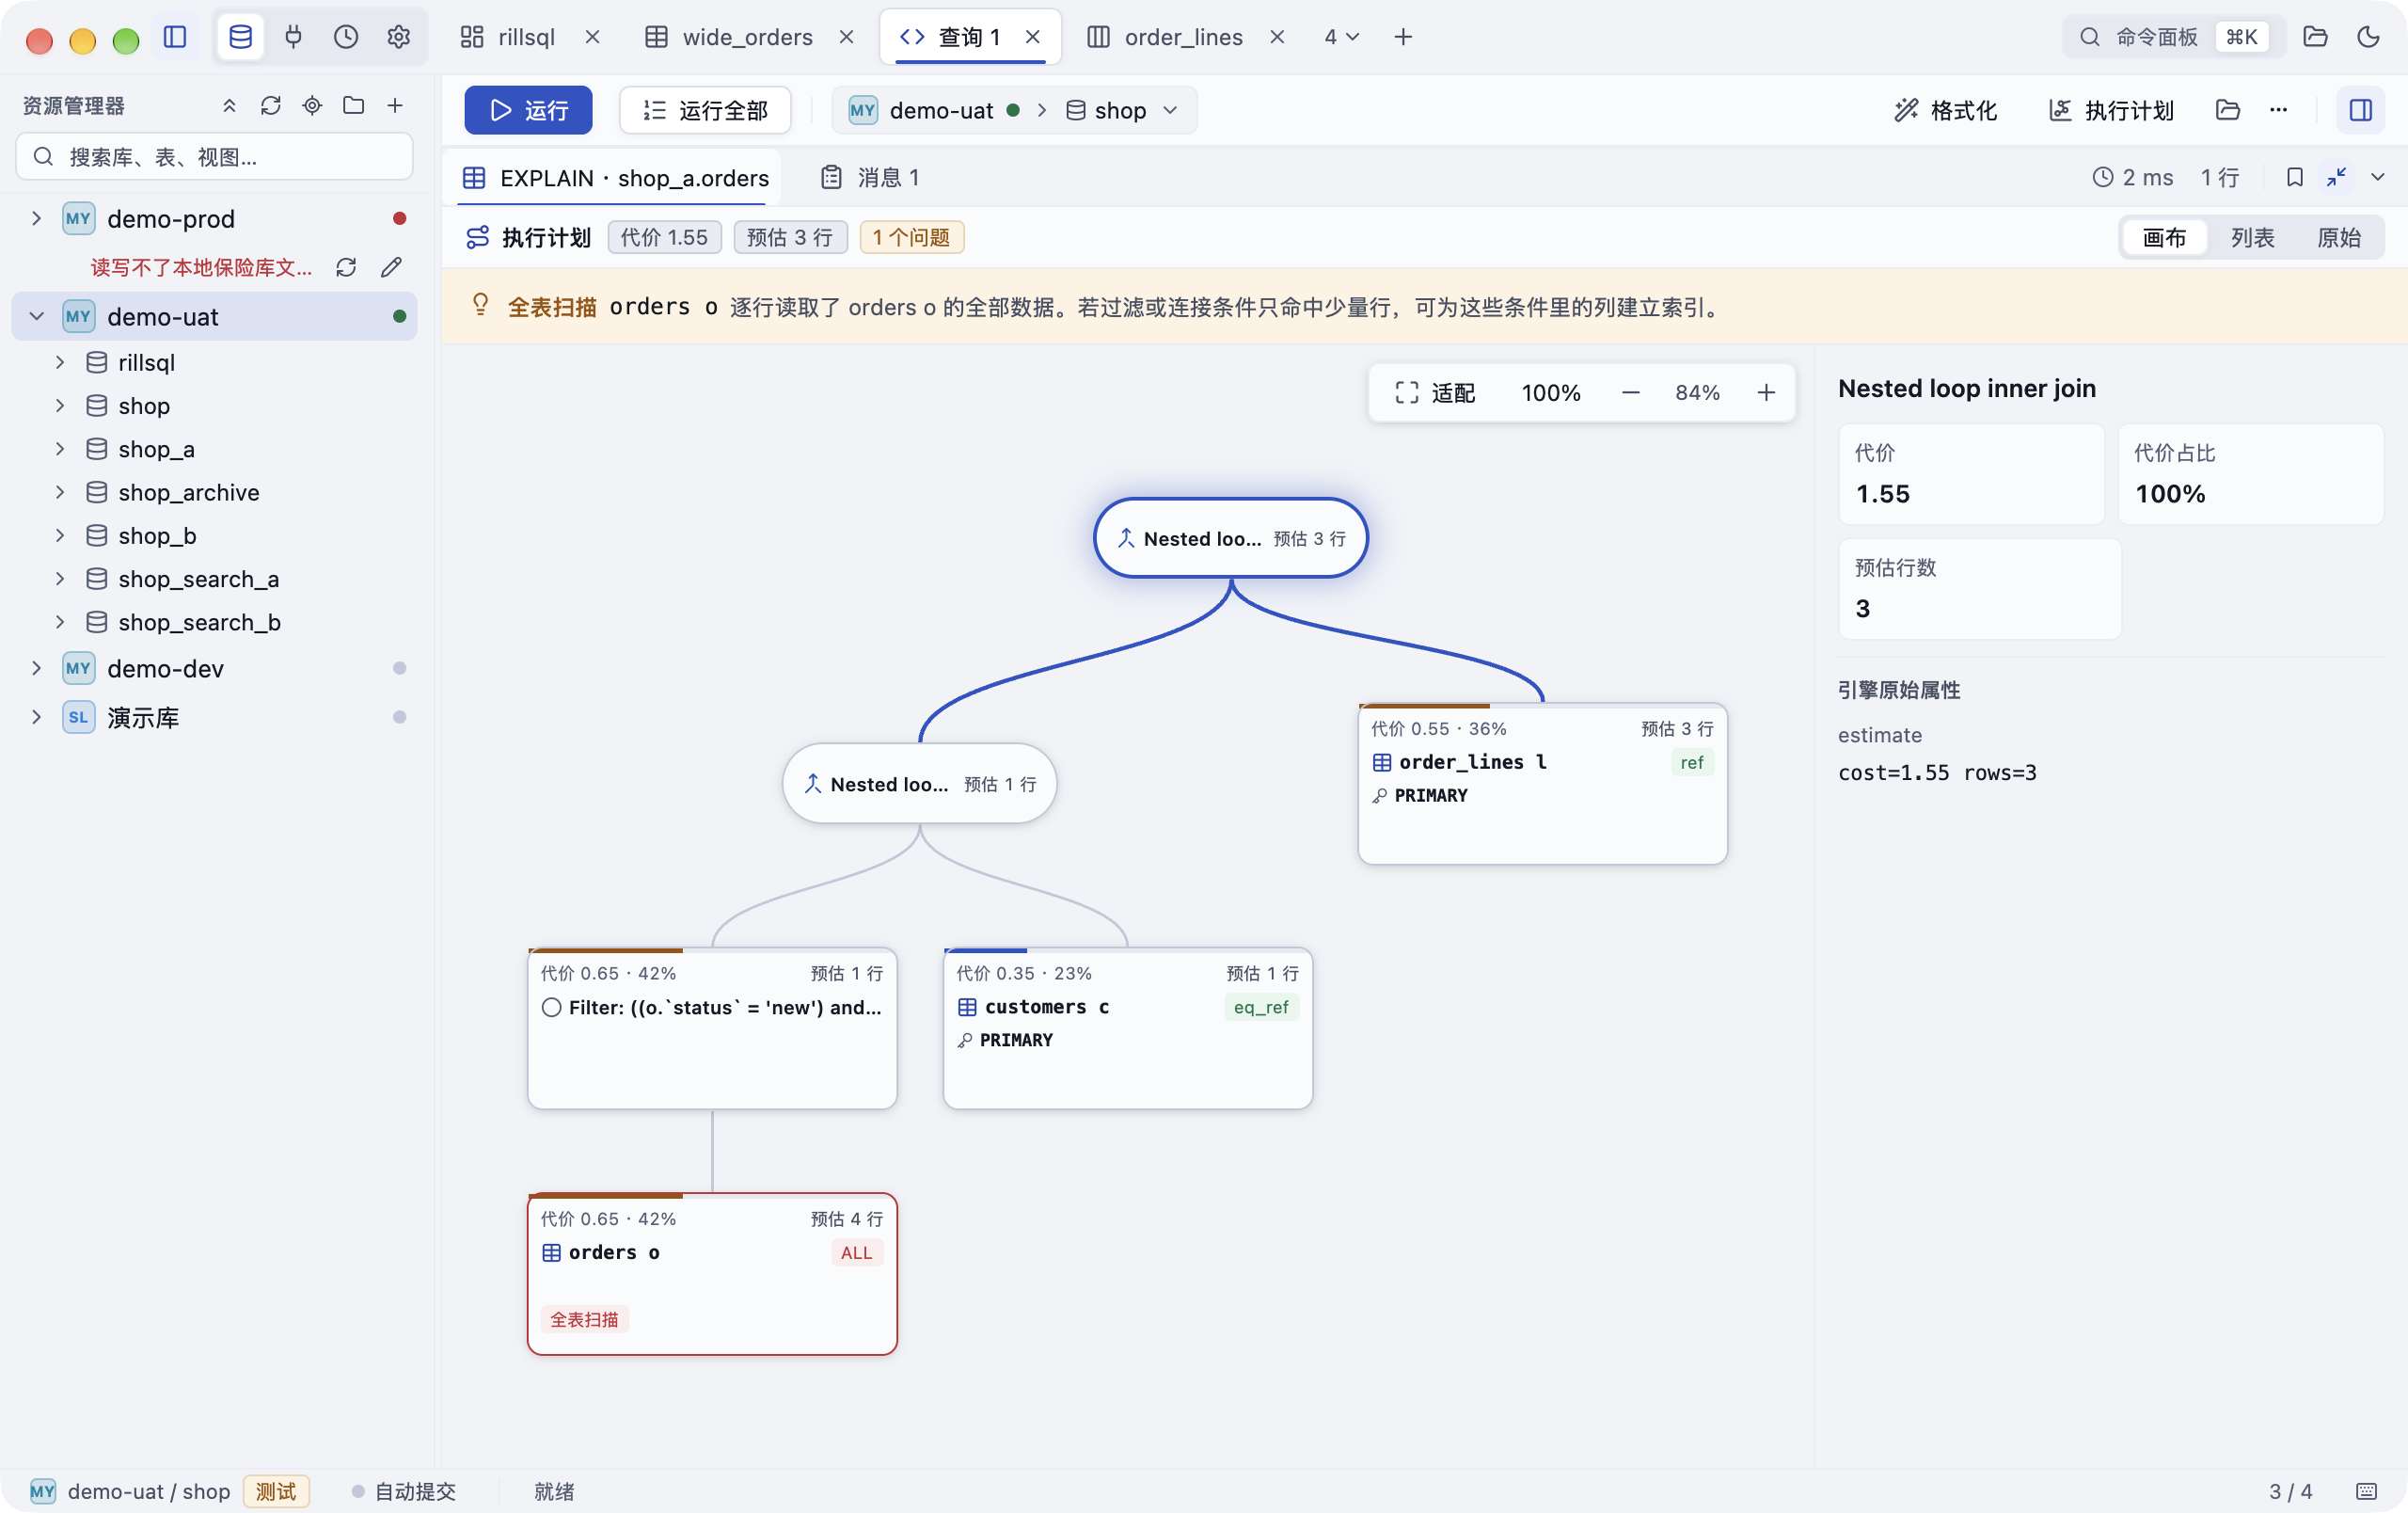 rillsql
wide_orders
查询 1
order_lines
4
命令面板 ⌘K
资源管理器
搜索库、表、视图...
MY demo-prod
读写不了本地保险库文...
MY demo-uat
rillsql
shop
shop_a
shop_archive
shop_b
shop_search_a
shop_search_b
MY demo-dev
SL 演示库
运行
运行全部
MY demo-uat
shop
格式化
执行计划
EXPLAIN · shop_a.orders
消息 1
2 ms
1 行
执行计划
代价 1.55
预估 3 行
1 个问题
画布
列表
原始
全表扫描 orders o 逐行读取了 orders o 的全部数据。若过滤或连接条件只命中少量行，可为这些条件里的列建立索引。
适配
100%
84%
Nested loo... 预估 3 行
Nested loo... 预估 1 行
代价 0.55 · 36% 预估 3 行
order_lines l ref
PRIMARY
代价 0.65 · 42% 预估 1 行
Filter: ((o.`status` = 'new') and...
代价 0.35 · 23% 预估 1 行
customers c eq_ref
PRIMARY
代价 0.65 · 42% 预估 4 行
orders o ALL
全表扫描
Nested loop inner join
代价
1.55
代价占比
100%
预估行数
3
引擎原始属性
estimate
cost=1.55 rows=3
MY demo-uat / shop 测试
自动提交
就绪
3 / 4